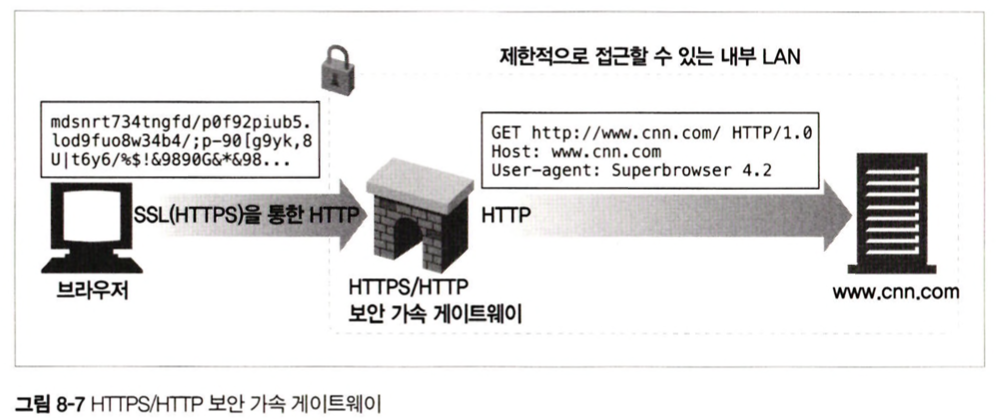 제한적으로 접근할 수 있는 내부 LAN
mdsnrt734tngfd/p0f92piub5.
lod9fuo8w34b4/;p-90[g9yk,8
U|t6y6/%$!&9890G&*&98...
GET http://www.cnn.com/ HTTP/1.0
Host: www.cnn.com
User-agent: Superbrowser 4.2
SSL(HTTPS)을 통한 HTTP
HTTP
브라우저
HTTPS/HTTP
보안 가속 게이트웨이
www.cnn.com
그림 8-7 HTTPS/HTTP 보안 가속 게이트웨이